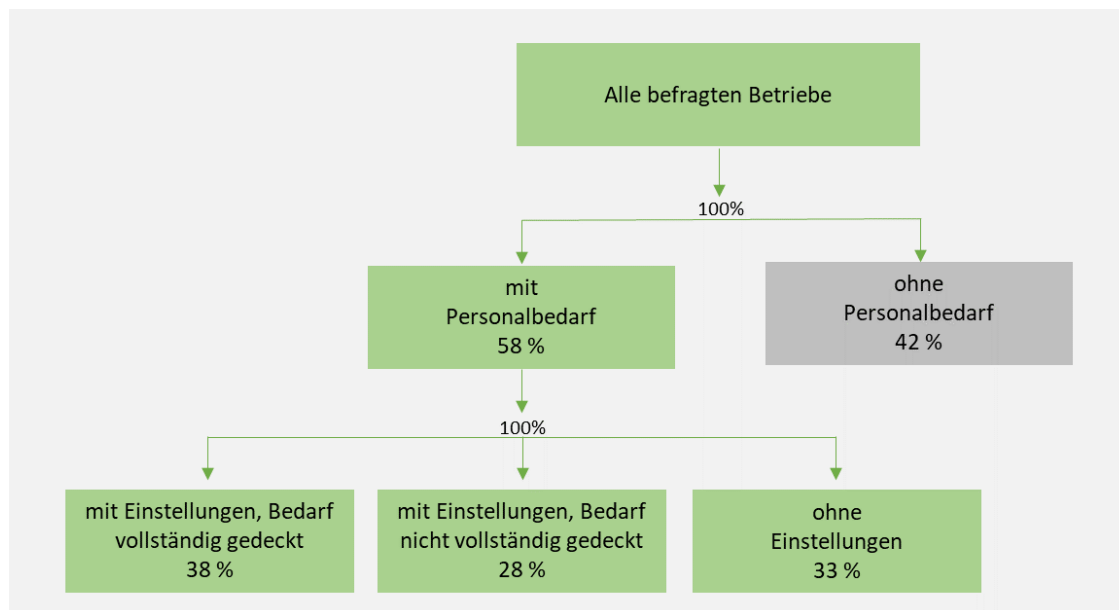 Alle befragten Betriebe
100%
mit
Personalbedarf
58 %
ohne
Personalbedarf
42 %
100%
mit Einstellungen, Bedarf
vollständig gedeckt
38 %
mit Einstellungen, Bedarf
nicht vollständig gedeckt
28 %
ohne
Einstellungen
33 %